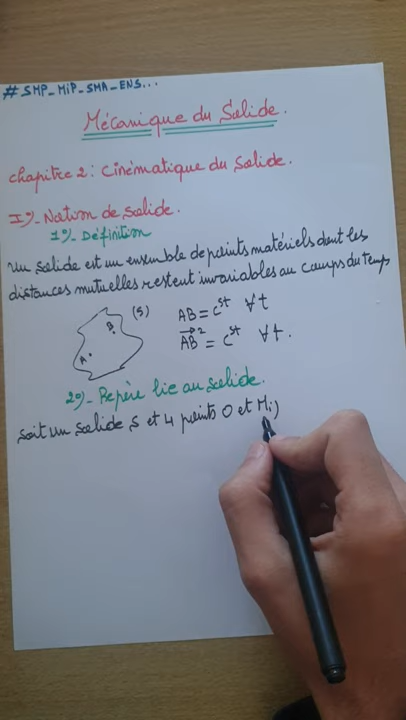 #SMP_MiP_SMA_ENS...
Mécanique du Solide.
Chapitre 2: Cinématique du Solide.
I°/-Notion de solide.
1°/- Définition
Un solide est un ensemble de points matériels dont les
distances mutuelles restent invariables au cours du temps
(S)
A
B
AB = Cst ∀t
AB² = Cst ∀t.
2°/-Repère lié au solide.
Soit un solide S et 4 points O et Mi)